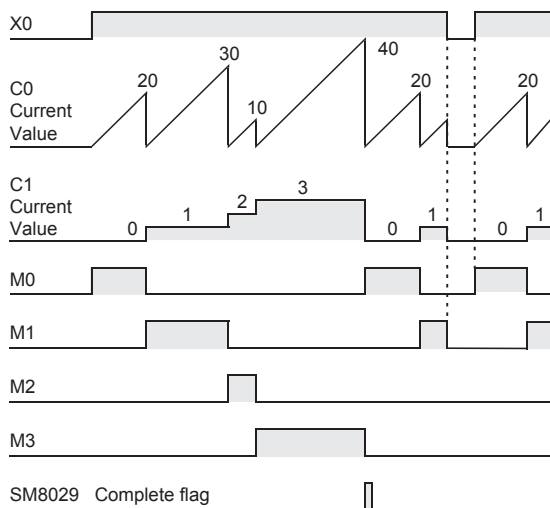 X0
30 40
20 20 20
C0
Current
Value
10
C1
Current
Value
0 1 2 3 0 1 0 1
M0
M1
M2
M3
SM8029 Complete flag